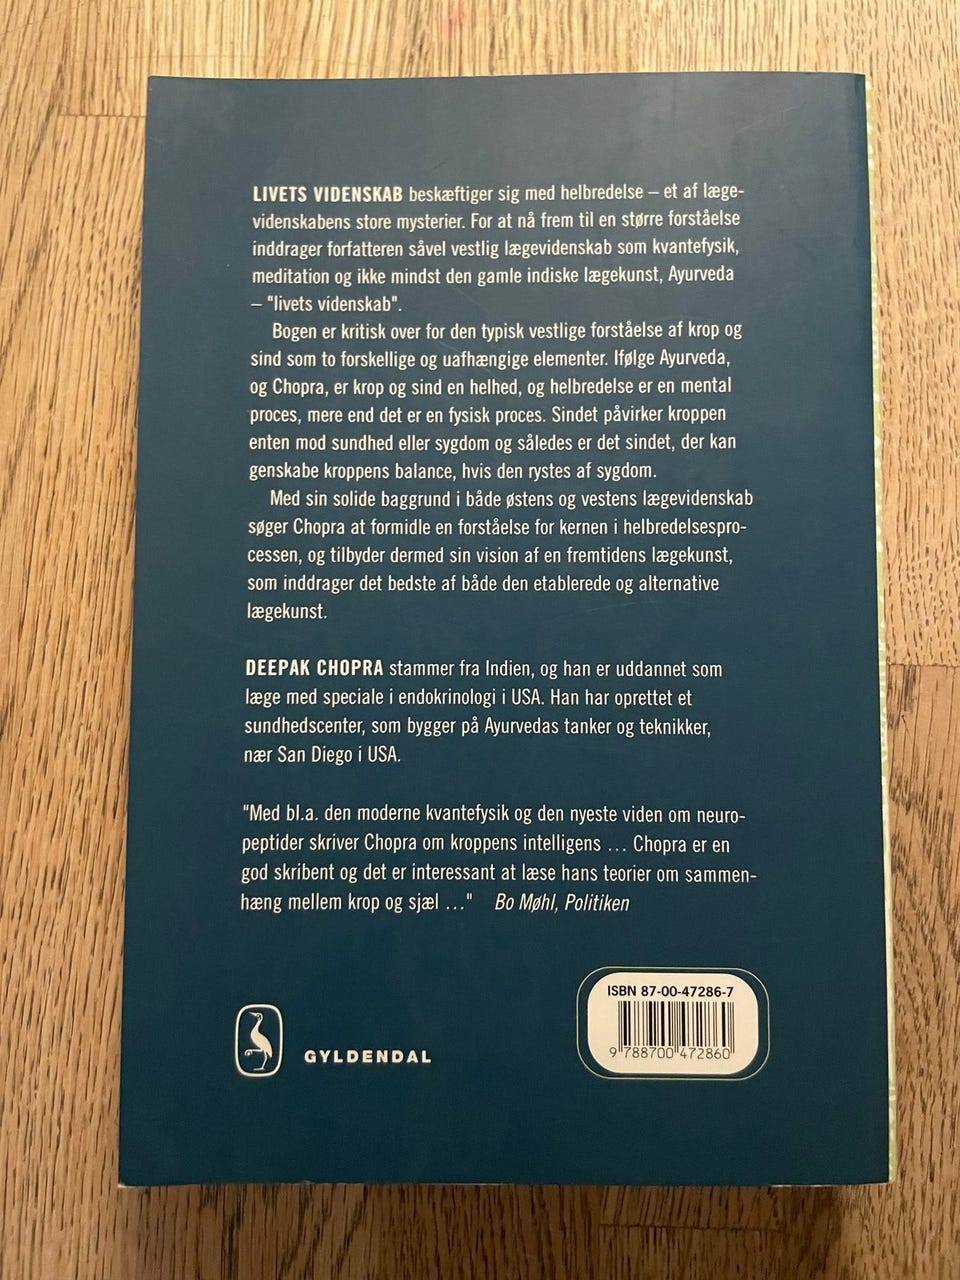 LIVETS VIDENSKAB beskæftiger sig med helbredelse – et af læge-
videnskabens store mysterier. For at nå frem til en større forståelse
inddrager forfatteren såvel vestlig lægevidenskab som kvantefysik,
meditation og ikke mindst den gamle indiske lægekunst, Ayurveda
– "livets videnskab".
Bogen er kritisk over for den typisk vestlige forståelse af krop og
sind som to forskellige og uafhængige elementer. Ifølge Ayurveda,
og Chopra, er krop og sind en helhed, og helbredelse er en mental
proces, mere end det er en fysisk proces. Sindet påvirker kroppen
enten mod sundhed eller sygdom og således er det sindet, der kan
genskabe kroppens balance, hvis den rystes af sygdom.
Med sin solide baggrund i både østens og vestens lægevidenskab
søger Chopra at formidle en forståelse for kernen i helbredelsespro-
cessen, og tilbyder dermed sin vision af en fremtidens lægekunst,
som inddrager det bedste af både den etablerede og alternative
lægekunst.
DEEPAK CHOPRA stammer fra Indien, og han er uddannet som
læge med speciale i endokrinologi i USA. Han har oprettet et
sundhedscenter, som bygger på Ayurvedas tanker og teknikker,
nær San Diego i USA.
"Med bl.a. den moderne kvantefysik og den nyeste viden om neuro-
peptider skriver Chopra om kroppens intelligens ... Chopra er en
god skribent og det er interessant at læse hans teorier om sammen-
hæng mellem krop og sjæl ..." Bo Møhl, Politiken
ISBN 87-00-47286-7
9 788700 472860
GYLDENDAL